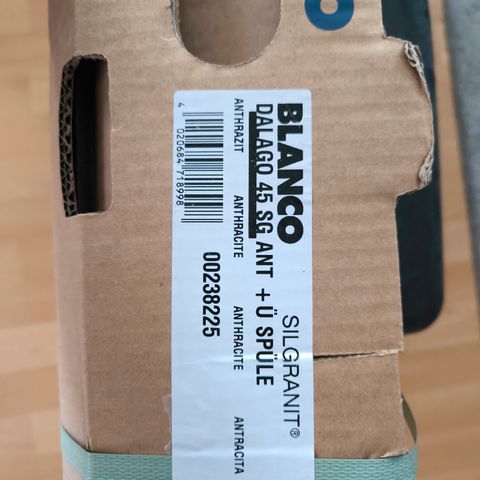 BLANCO
SILGRANIT®
DALAGO 45 SG ANT + Ü SPÜLE
ANTHRAZIT ANTHRACITE ANTHRACITE ANTRACITA
4 020684 718998
00238225